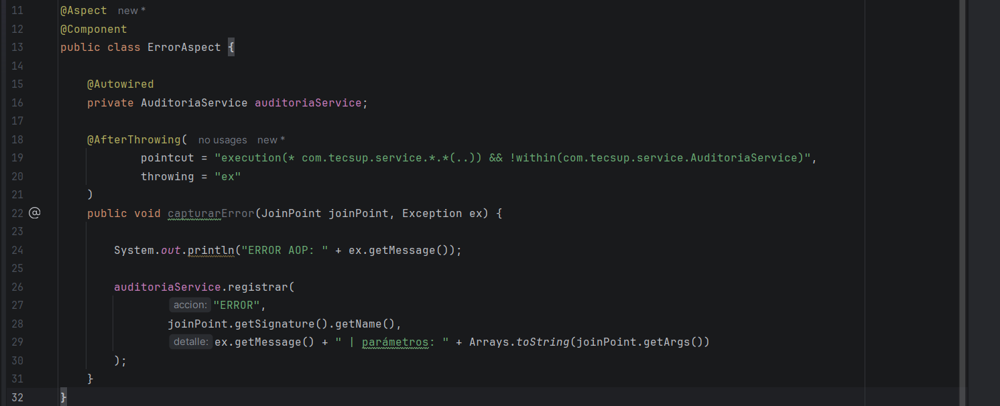 11 @Aspect new *
12 @Component
13 public class ErrorAspect {
14
15 @Autowired
16 private AuditoriaService auditoriaService;
17
18 @AfterThrowing( no usages new *
19 pointcut = "execution(* com.tecsup.service.*.*(..)) && !within(com.tecsup.service.AuditoriaService)",
20 throwing = "ex"
21 )
22 @ public void capturarError(JoinPoint joinPoint, Exception ex) {
23
24 System.out.println("ERROR AOP: " + ex.getMessage());
25
26 auditoriaService.registrar(
27 accion: "ERROR",
28 joinPoint.getSignature().getName(),
29 detalle: ex.getMessage() + " | parámetros: " + Arrays.toString(joinPoint.getArgs())
30 );
31 }
32 }